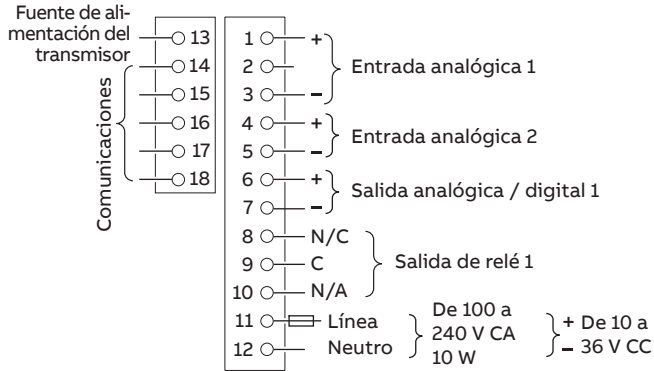 Fuente de ali-
mentación del
transmisor
13
14
15
16
17
18
Comunicaciones
1 +
2
3 –
Entrada analógica 1
4 +
5 –
Entrada analógica 2
6 +
7 –
Salida analógica / digital 1
8 N/C
9 C
10 N/A
Salida de relé 1
11 Línea
12 Neutro
De 100 a
240 V CA
10 W
+ De 10 a
– 36 V CC